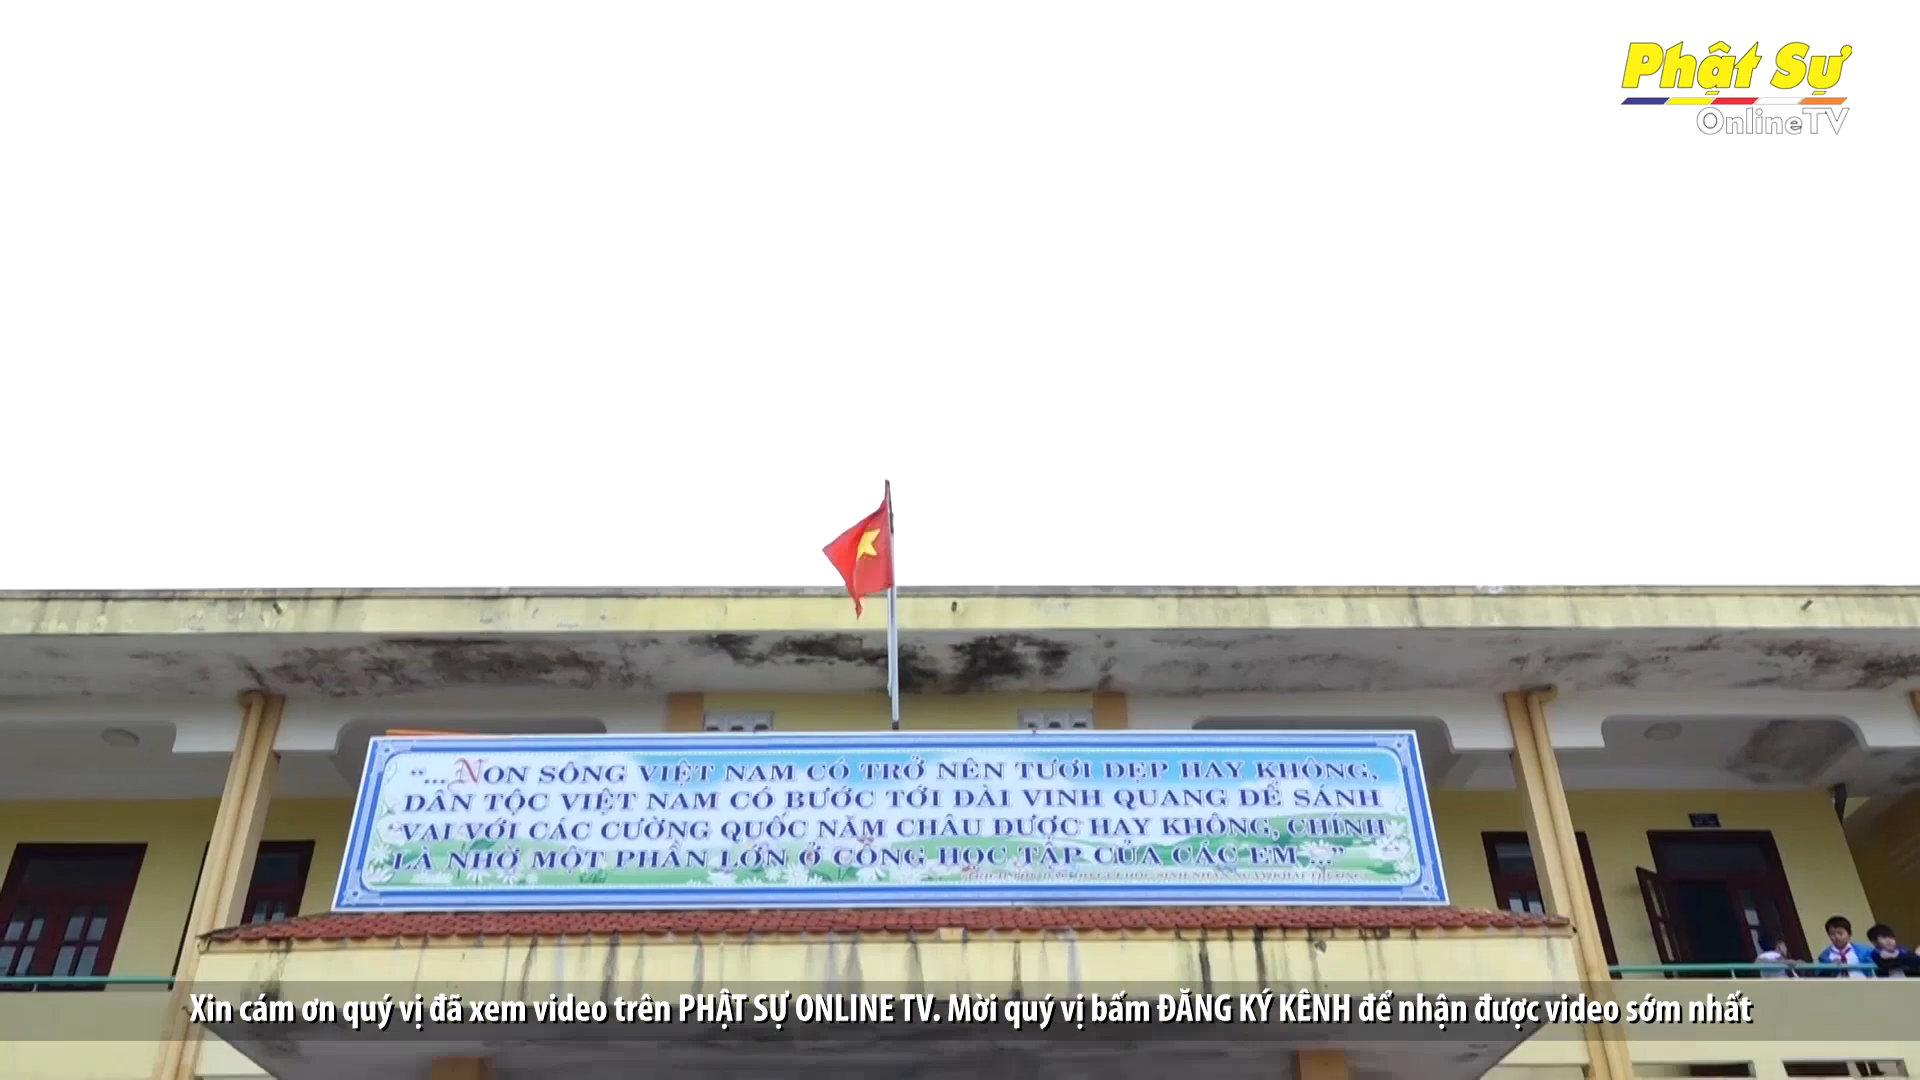 Phật Sự
OnlineTV
“... NON SÔNG VIỆT NAM CÓ TRỞ NÊN TƯƠI ĐẸP HAY KHÔNG,
DÂN TỘC VIỆT NAM CÓ BƯỚC TỚI ĐÀI VINH QUANG ĐỂ SÁNH
VAI VỚI CÁC CƯỜNG QUỐC NĂM CHÂU ĐƯỢC HAY KHÔNG, CHÍNH
LÀ NHỜ MỘT PHẦN LỚN Ở CÔNG HỌC TẬP CỦA CÁC EM ...”
Xin cám ơn quý vị đã xem video trên PHẬT SỰ ONLINE TV. Mời quý vị bấm ĐĂNG KÝ KÊNH để nhận được video sớm nhất